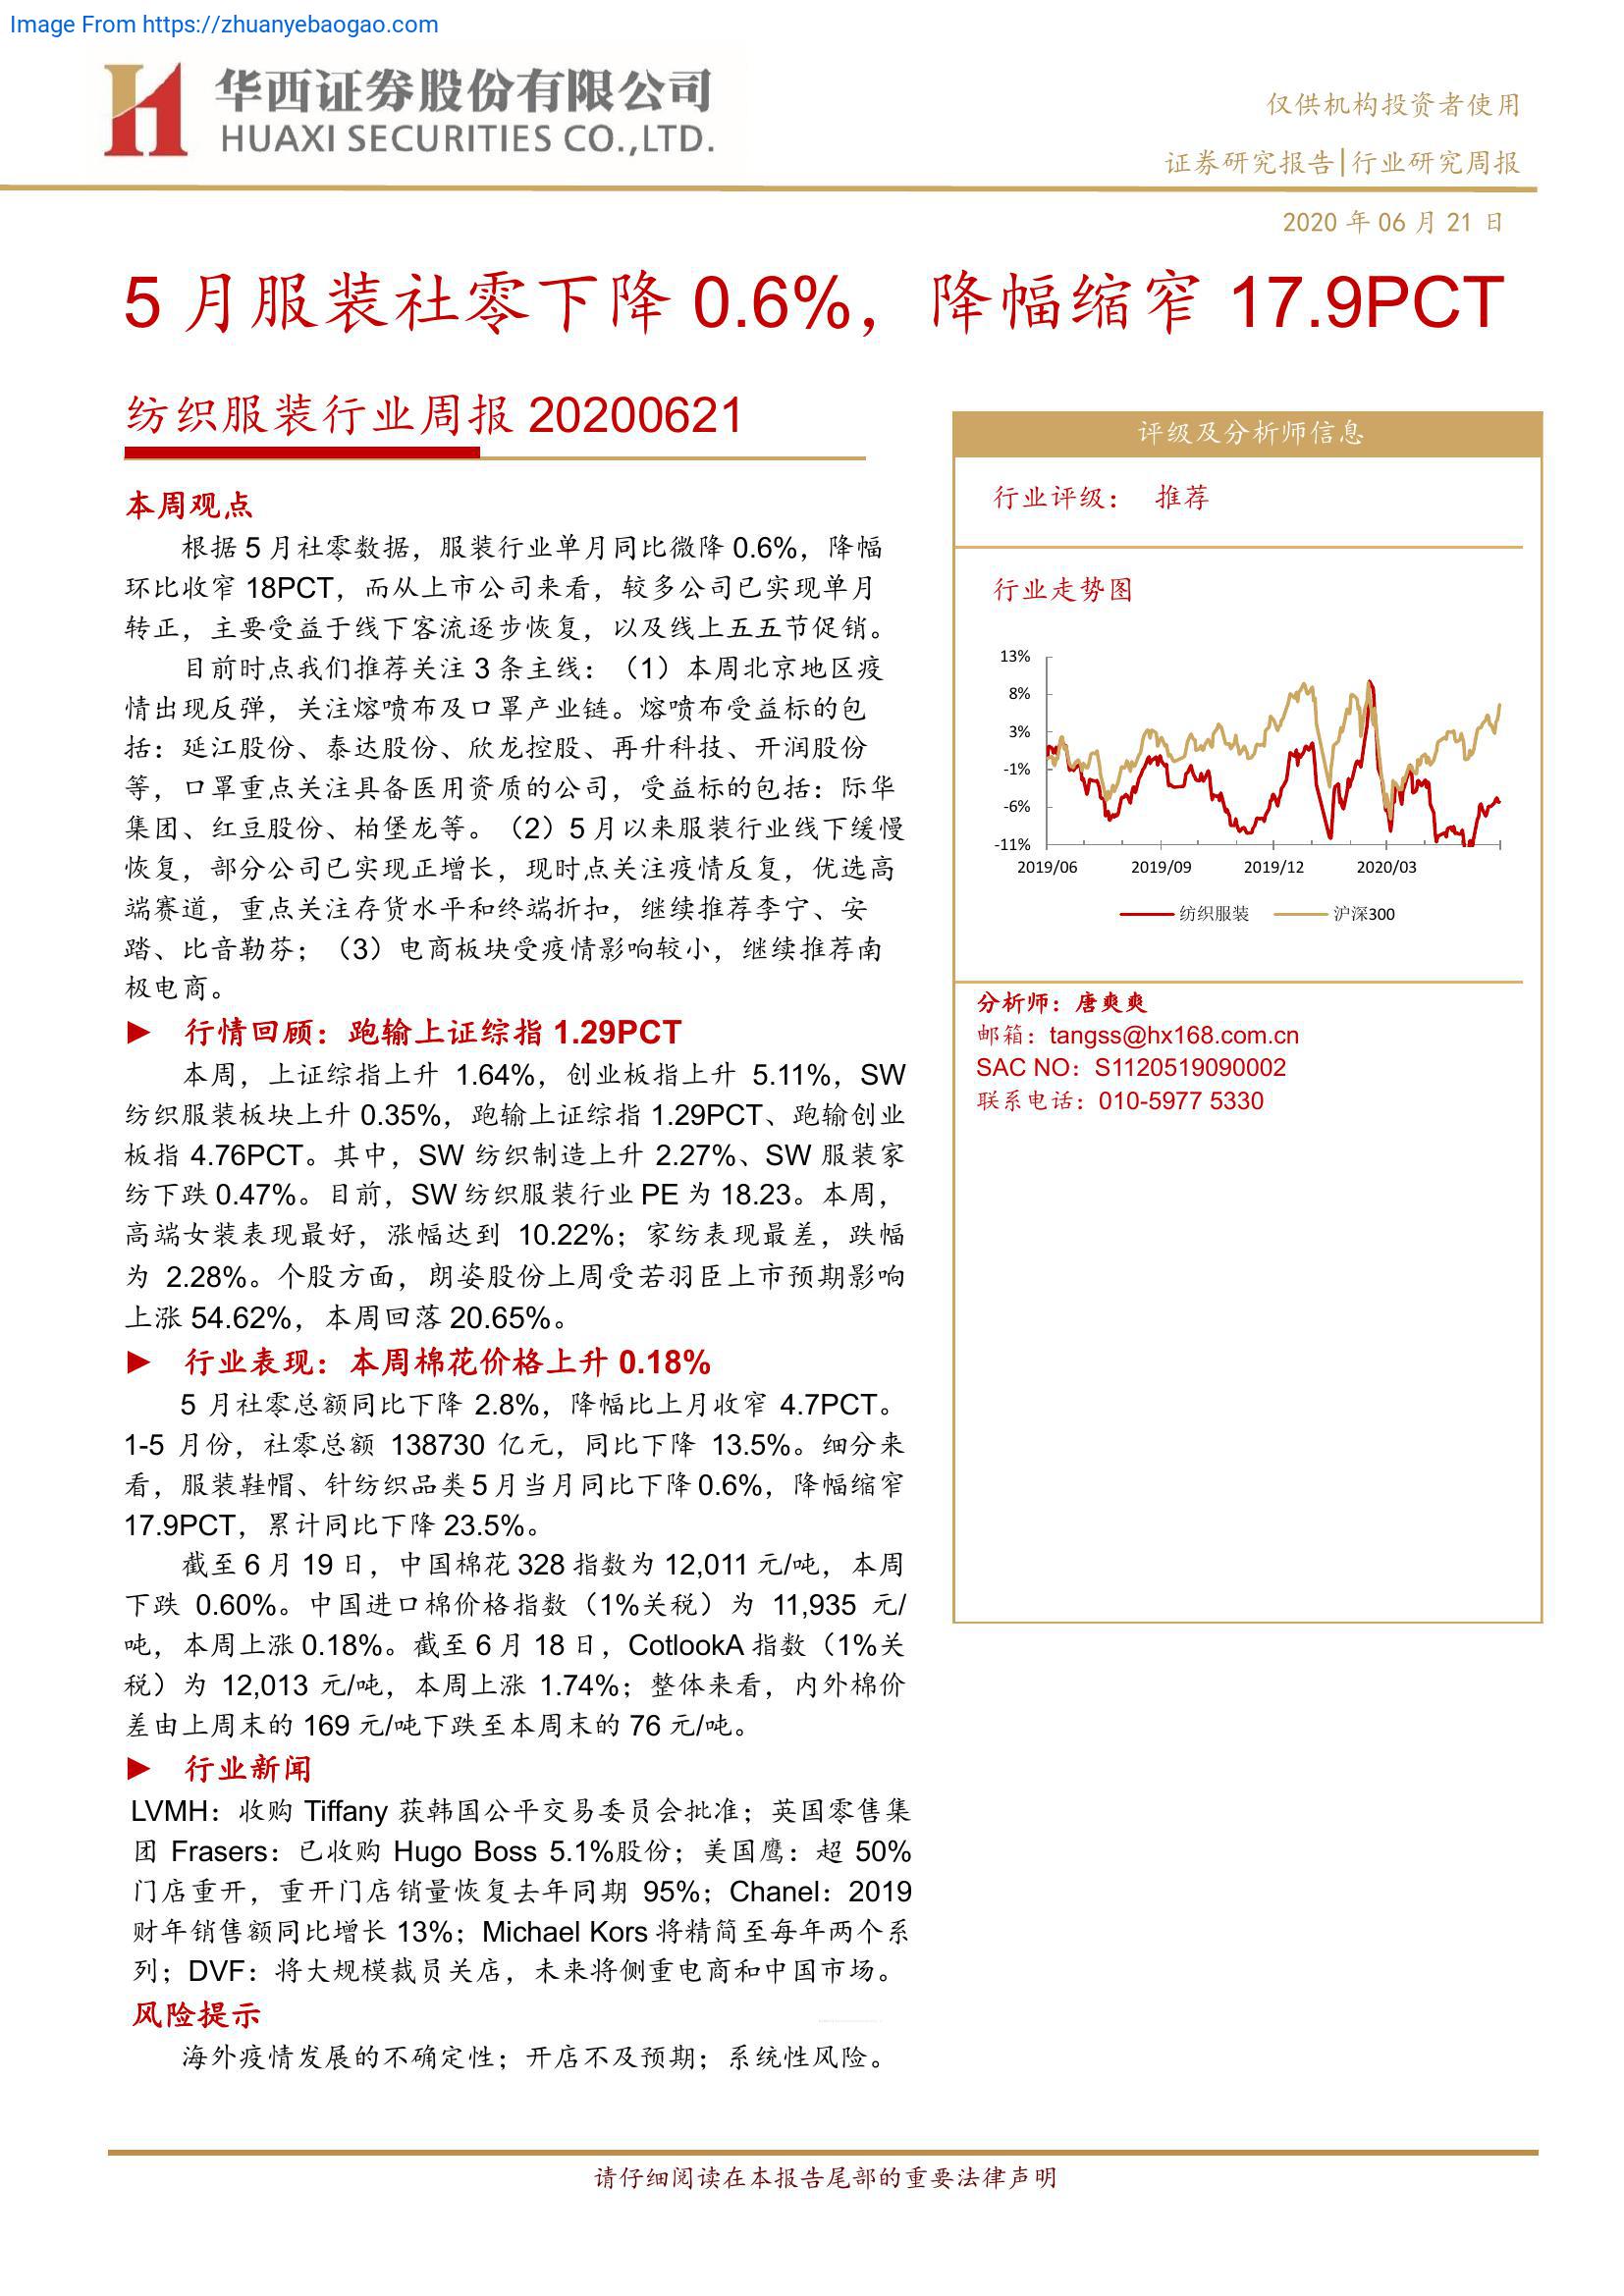 Image From https://zhuanyebaogao.com
华西证券股份有限公司
HUAXI SECURITIES CO.,LTD.
仅供机构投资者使用
证券研究报告|行业研究周报
2020 年 06 月 21 日
5 月服装社零下降 0.6%，降幅缩窄 17.9PCT
纺织服装行业周报 20200621
本周观点
根据 5 月社零数据，服装行业单月同比微降 0.6%，降幅
环比收窄 18PCT，而从上市公司来看，较多公司已实现单月
转正，主要受益于线下客流逐步恢复，以及线上五五节促销。
目前时点我们推荐关注 3 条主线：（1）本周北京地区疫
情出现反弹，关注熔喷布及口罩产业链。熔喷布受益标的包
括：延江股份、泰达股份、欣龙控股、再升科技、开润股份
等，口罩重点关注具备医用资质的公司，受益标的包括：际华
集团、红豆股份、柏堡龙等。（2）5 月以来服装行业线下缓慢
恢复，部分公司已实现正增长，现时点关注疫情反复，优选高
端赛道，重点关注存货水平和终端折扣，继续推荐李宁、安
踏、比音勒芬；（3）电商板块受疫情影响较小，继续推荐南
极电商。
► 行情回顾：跑输上证综指 1.29PCT
本周，上证综指上升 1.64%，创业板指上升 5.11%，SW
纺织服装板块上升 0.35%，跑输上证综指 1.29PCT、跑输创业
板指 4.76PCT。其中，SW 纺织制造上升 2.27%、SW 服装家
纺下跌 0.47%。目前，SW 纺织服装行业 PE 为 18.23。本周，
高端女装表现最好，涨幅达到 10.22%；家纺表现最差，跌幅
为 2.28%。个股方面，朗姿股份上周受若羽臣上市预期影响
上涨 54.62%，本周回落 20.65%。
► 行业表现：本周棉花价格上升 0.18%
5 月社零总额同比下降 2.8%，降幅比上月收窄 4.7PCT。
1-5 月份，社零总额 138730 亿元，同比下降 13.5%。细分来
看，服装鞋帽、针纺织品类 5 月当月同比下降 0.6%，降幅缩窄
17.9PCT，累计同比下降 23.5%。
截至 6 月 19 日，中国棉花 328 指数为 12,011 元/吨，本周
下跌 0.60%。中国进口棉价格指数（1%关税）为 11,935 元/
吨，本周上涨 0.18%。截至 6 月 18 日，CotlookA 指数（1%关
税）为 12,013 元/吨，本周上涨 1.74%；整体来看，内外棉价
差由上周末的 169 元/吨下跌至本周末的 76 元/吨。
► 行业新闻
LVMH：收购 Tiffany 获韩国公平交易委员会批准；英国零售集
团 Frasers：已收购 Hugo Boss 5.1%股份；美国鹰：超 50%
门店重开，重开门店销量恢复去年同期 95%；Chanel：2019
财年销售额同比增长 13%；Michael Kors 将精简至每年两个系
列；DVF：将大规模裁员关店，未来将侧重电商和中国市场。
风险提示
海外疫情发展的不确定性；开店不及预期；系统性风险。
评级及分析师信息
行业评级： 推荐
行业走势图
13%
8%
3%
-1%
-6%
-11%
2019/06 2019/09 2019/12 2020/03
纺织服装 沪深300
分析师：唐爽爽
邮箱：tangss@hx168.com.cn
SAC NO：S1120519090002
联系电话：010-5977 5330
请仔细阅读在本报告尾部的重要法律声明